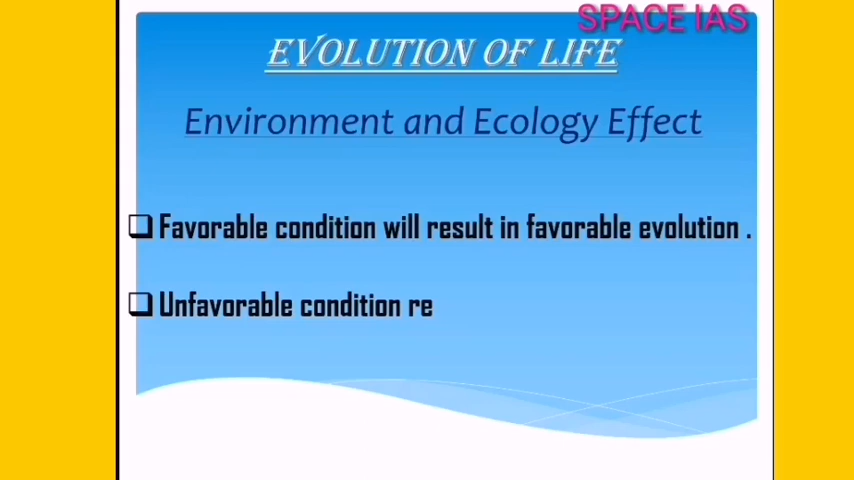 SPACE IAS
EVOLUTION OF LIFE
Environment and Ecology Effect
Favorable condition will result in favorable evolution .
Unfavorable condition re